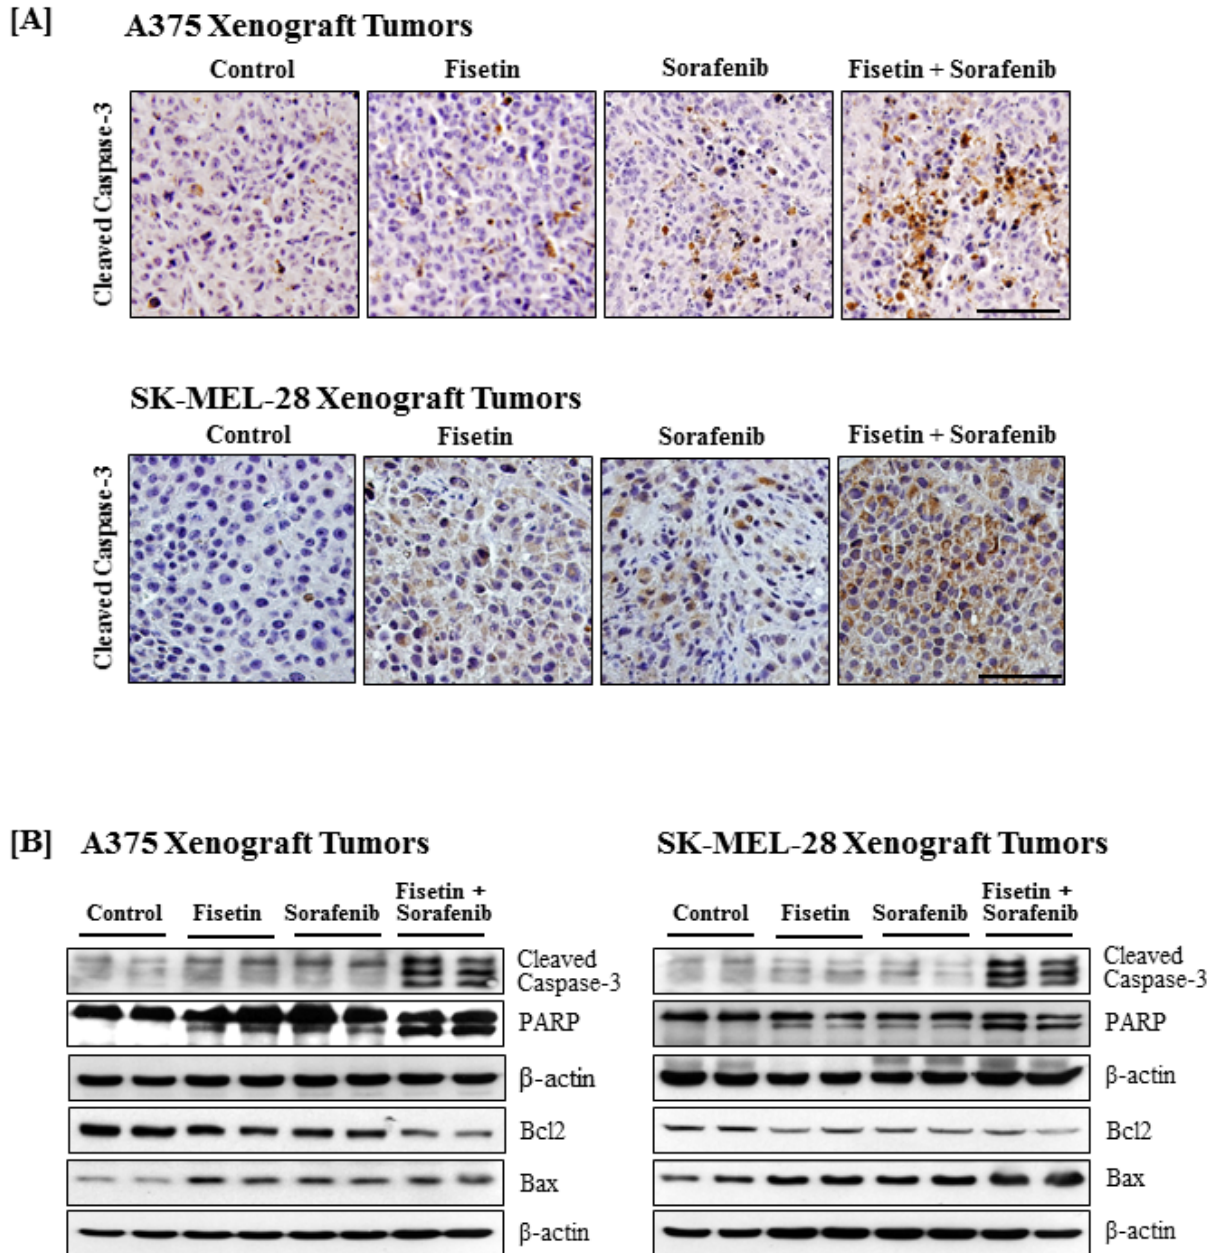 [A] A375 Xenograft Tumors
Control Fisetin Sorafenib Fisetin + Sorafenib
Cleaved Caspase-3
SK-MEL-28 Xenograft Tumors
Control Fisetin Sorafenib Fisetin + Sorafenib
Cleaved Caspase-3
[B] A375 Xenograft Tumors
Control Fisetin Sorafenib Fisetin +
Sorafenib
Cleaved
Caspase-3
PARP
β-actin
Bcl2
Bax
β-actin
SK-MEL-28 Xenograft Tumors
Control Fisetin Sorafenib Fisetin +
Sorafenib
Cleaved
Caspase-3
PARP
β-actin
Bcl2
Bax
β-actin